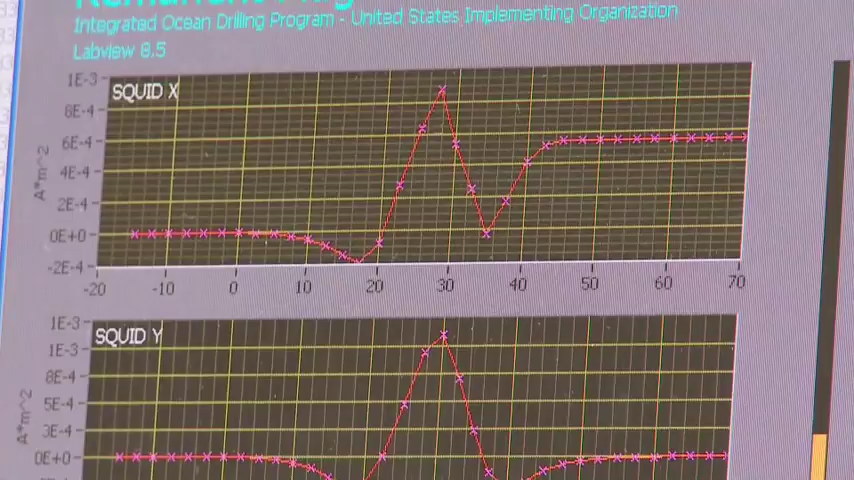 Integrated Ocean Drilling Program - United States Implementing Organization
Labview 8.5
SQUID X
1E-3
8E-4
6E-4
4E-4
2E-4
0E+0
-2E-4
A*m^2
-20 -10 0 10 20 30 40 50 60 70
SQUID Y
1E-3
1E-3
8E-4
5E-4
3E-4
0E+0
A*m^2